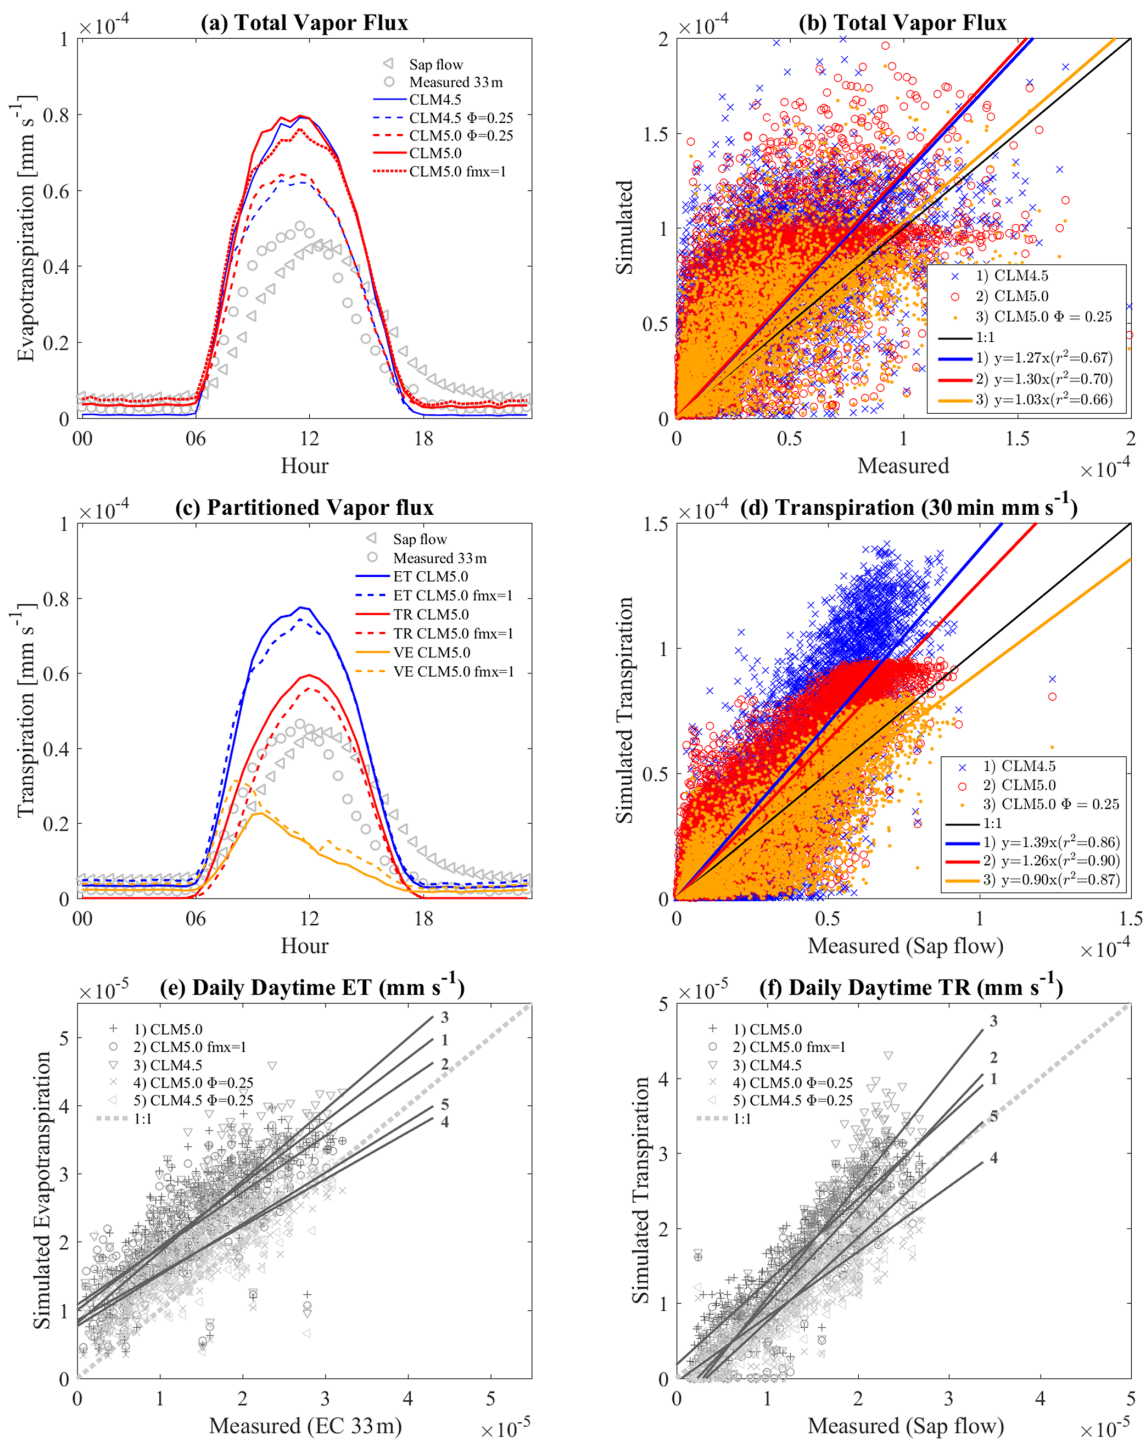 (a) Total Vapor Flux
×10-4
1
0.8
0.6
0.4
0.2
0
Evapotranspiration [mm s-1]
Sap flow
Measured 33 m
CLM4.5
CLM4.5 Φ=0.25
CLM5.0 Φ=0.25
CLM5.0
CLM5.0 fmx=1
00 06 12 18
Hour
(b) Total Vapor Flux
×10-4
2
1.5
1
0.5
0
Simulated
1) CLM4.5
2) CLM5.0
3) CLM5.0 Φ = 0.25
1:1
1) y=1.27x(r2=0.67)
2) y=1.30x(r2=0.70)
3) y=1.03x(r2=0.66)
0 0.5 1 1.5 2
Measured
×10-4
(c) Partitioned Vapor flux
×10-4
1
0.8
0.6
0.4
0.2
0
Transpiration [mm s-1]
Sap flow
Measured 33 m
ET CLM5.0
ET CLM5.0 fmx=1
TR CLM5.0
TR CLM5.0 fmx=1
VE CLM5.0
VE CLM5.0 fmx=1
00 06 12 18
Hour
(d) Transpiration (30 min mm s-1)
×10-4
1.5
1
0.5
0
Simulated Transpiration
1) CLM4.5
2) CLM5.0
3) CLM5.0 Φ = 0.25
1:1
1) y=1.39x(r2=0.86)
2) y=1.26x(r2=0.90)
3) y=0.90x(r2=0.87)
0 0.5 1 1.5
Measured (Sap flow)
×10-4
(e) Daily Daytime ET (mm s-1)
×10-5
5
4
3
2
1
0
Simulated Evapotranspiration
1) CLM5.0
2) CLM5.0 fmx=1
3) CLM4.5
4) CLM5.0 Φ=0.25
5) CLM4.5 Φ=0.25
1:1
3
1
2
5
4
0 1 2 3 4 5
Measured (EC 33 m)
×10-5
(f) Daily Daytime TR (mm s-1)
×10-5
5
4
3
2
1
0
Simulated Transpiration
1) CLM5.0
2) CLM5.0 fmx=1
3) CLM4.5
4) CLM5.0 Φ=0.25
5) CLM4.5 Φ=0.25
1:1
3
2
1
5
4
0 1 2 3 4 5
Measured (Sap flow)
×10-5